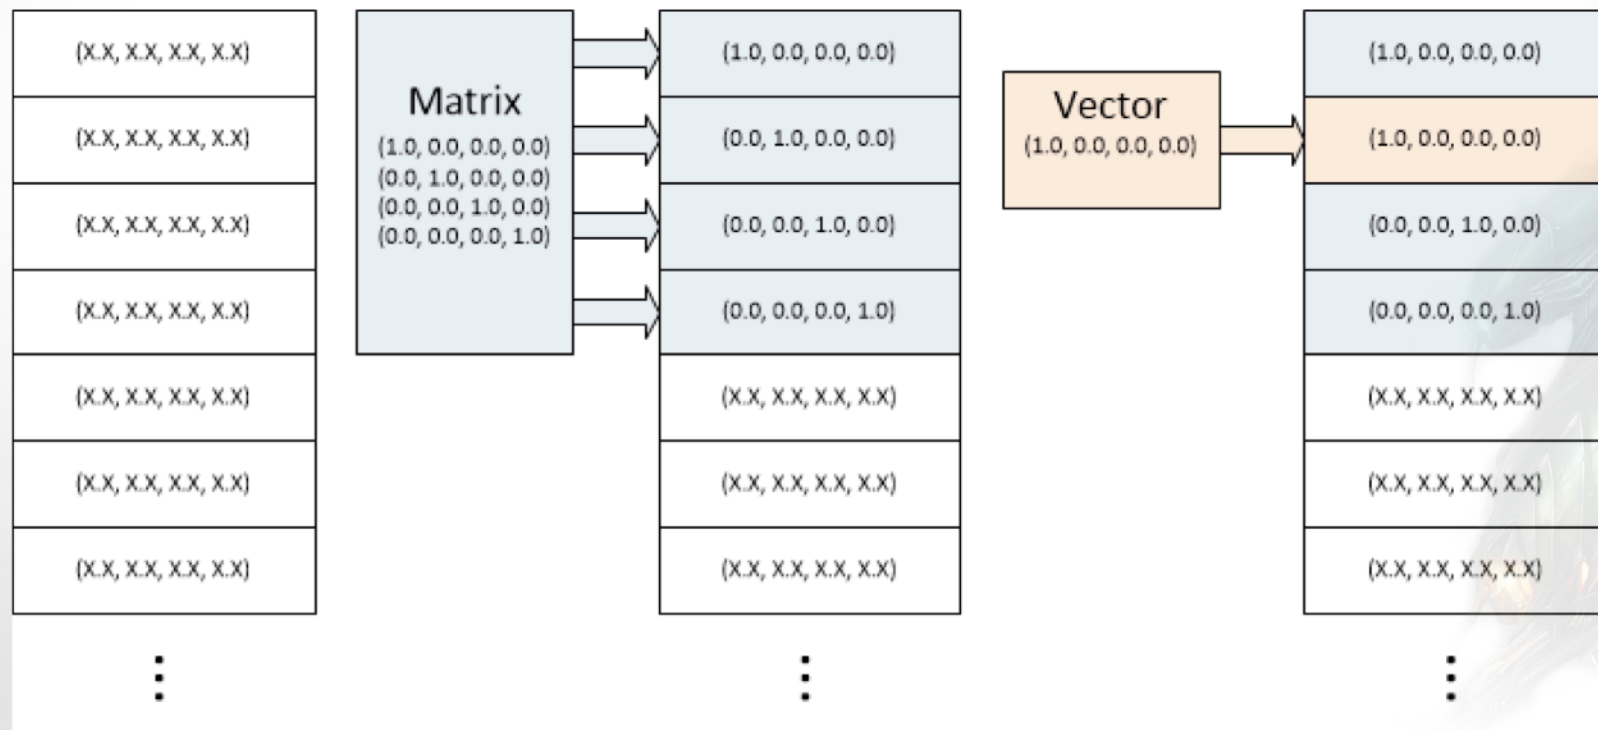 (X.X, X.X, X.X, X.X)
(X.X, X.X, X.X, X.X)
(X.X, X.X, X.X, X.X)
(X.X, X.X, X.X, X.X)
(X.X, X.X, X.X, X.X)
(X.X, X.X, X.X, X.X)
(X.X, X.X, X.X, X.X)
Matrix
(1.0, 0.0, 0.0, 0.0)
(0.0, 1.0, 0.0, 0.0)
(0.0, 0.0, 1.0, 0.0)
(0.0, 0.0, 0.0, 1.0)
(1.0, 0.0, 0.0, 0.0)
(0.0, 1.0, 0.0, 0.0)
(0.0, 0.0, 1.0, 0.0)
(0.0, 0.0, 0.0, 1.0)
(X.X, X.X, X.X, X.X)
(X.X, X.X, X.X, X.X)
(X.X, X.X, X.X, X.X)
Vector
(1.0, 0.0, 0.0, 0.0)
(1.0, 0.0, 0.0, 0.0)
(1.0, 0.0, 0.0, 0.0)
(0.0, 0.0, 1.0, 0.0)
(0.0, 0.0, 0.0, 1.0)
(X.X, X.X, X.X, X.X)
(X.X, X.X, X.X, X.X)
(X.X, X.X, X.X, X.X)